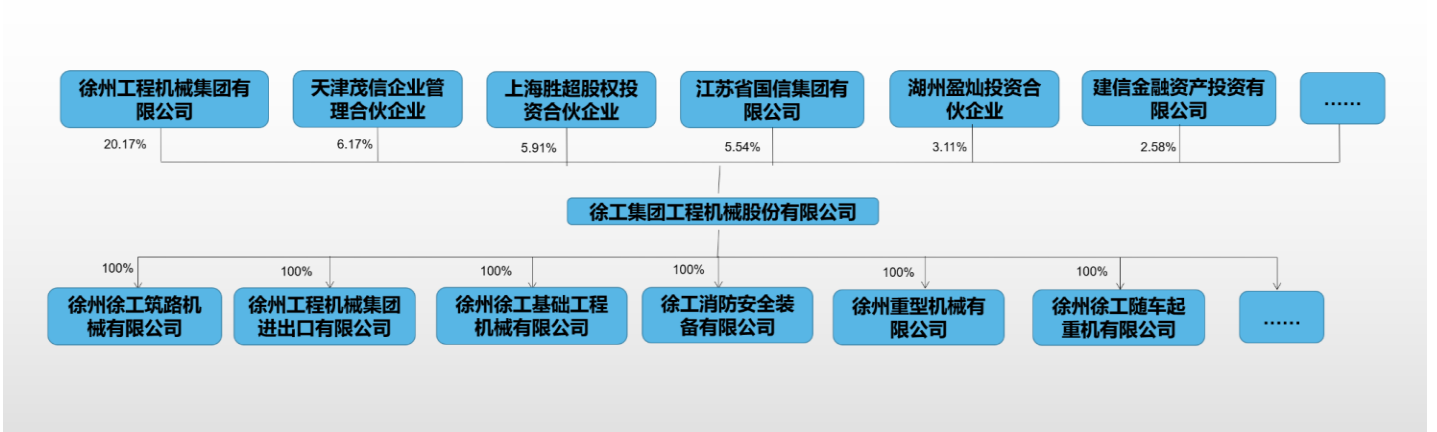 徐州工程机械集团有
限公司
天津茂信企业管
理合伙企业
上海胜超股权投
资合伙企业
江苏省国信集团有
限公司
湖州盈灿投资合
伙企业
建信金融资产投资有
限公司
……
20.17%
6.17%
5.91%
5.54%
3.11%
2.58%
徐工集团工程机械股份有限公司
100%
100%
100%
100%
100%
100%
徐州徐工筑路机
械有限公司
徐州工程机械集团
进出口有限公司
徐州徐工基础工程
机械有限公司
徐工消防安全装
备有限公司
徐州重型机械有
限公司
徐州徐工随车起
重机有限公司
……